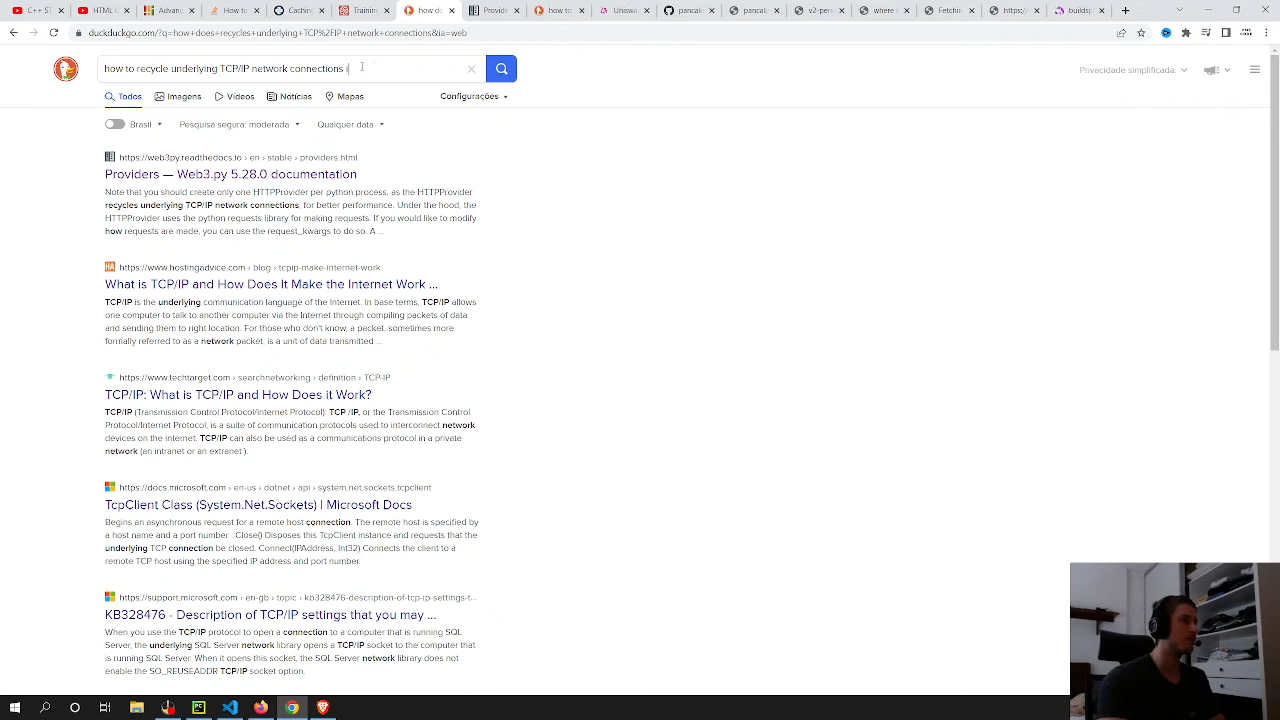 C++ ST
Advanc
How to
Caching
Training
how do
Provide
how to
Uniswa
pancak
pancak
v2-peri
where
Fetchin
https:/
buildsp
duckduckgo.com/?q=how+does+recycles+underlying+TCP%2FIP+network+connections&ia=web
how to recycle underlying TCP/IP network connections i
Privacidade simplificada.
Todos
Imagens
Vídeos
Notícias
Mapas
Configurações
Brasil
Pesquisa segura: moderada
Qualquer data
https://web3py.readthedocs.io › en › stable › providers.html
Providers — Web3.py 5.28.0 documentation
Note that you should create only one HTTPProvider per python process, as the HTTPProvider
recycles underlying TCP/IP network connections, for better performance. Under the hood, the
HTTPProvider uses the python requests library for making requests. If you would like to modify
how requests are made, you can use the request_kwargs to do so. A ...
https://www.hostingadvice.com › blog › tcpip-make-internet-work
What is TCP/IP and How Does It Make the Internet Work ...
TCP/IP is the underlying communication language of the Internet. In base terms, TCP/IP allows
one computer to talk to another computer via the Internet through compiling packets of data
and sending them to right location. For those who don't know, a packet, sometimes more
formally referred to as a network packet, is a unit of data transmitted ...
https://www.techtarget.com › searchnetworking › definition › TCP-IP
TCP/IP: What is TCP/IP and How Does it Work?
TCP/IP (Transmission Control Protocol/Internet Protocol): TCP /IP, or the Transmission Control
Protocol/Internet Protocol, is a suite of communication protocols used to interconnect network
devices on the internet. TCP/IP can also be used as a communications protocol in a private
network (an intranet or an extranet ).
https://docs.microsoft.com › en-us › dotnet › api › system.net.sockets.tcpclient
TcpClient Class (System.Net.Sockets) | Microsoft Docs
Begins an asynchronous request for a remote host connection. The remote host is specified by
a host name and a port number . Close() Disposes this TcpClient instance and requests that the
underlying TCP connection be closed. Connect(IPAddress, Int32) Connects the client to a
remote TCP host using the specified IP address and port number.
https://support.microsoft.com › en-gb › topic › kb328476-description-of-tcp-ip-settings-t...
KB328476 - Description of TCP/IP settings that you may ...
When you use the TCP/IP protocol to open a connection to a computer that is running SQL
Server, the underlying SQL Server network library opens a TCP/IP socket to the computer that
is running SQL Server. When it opens this socket, the SQL Server network library does not
enable the SO_REUSEADDR TCP/IP socket option.